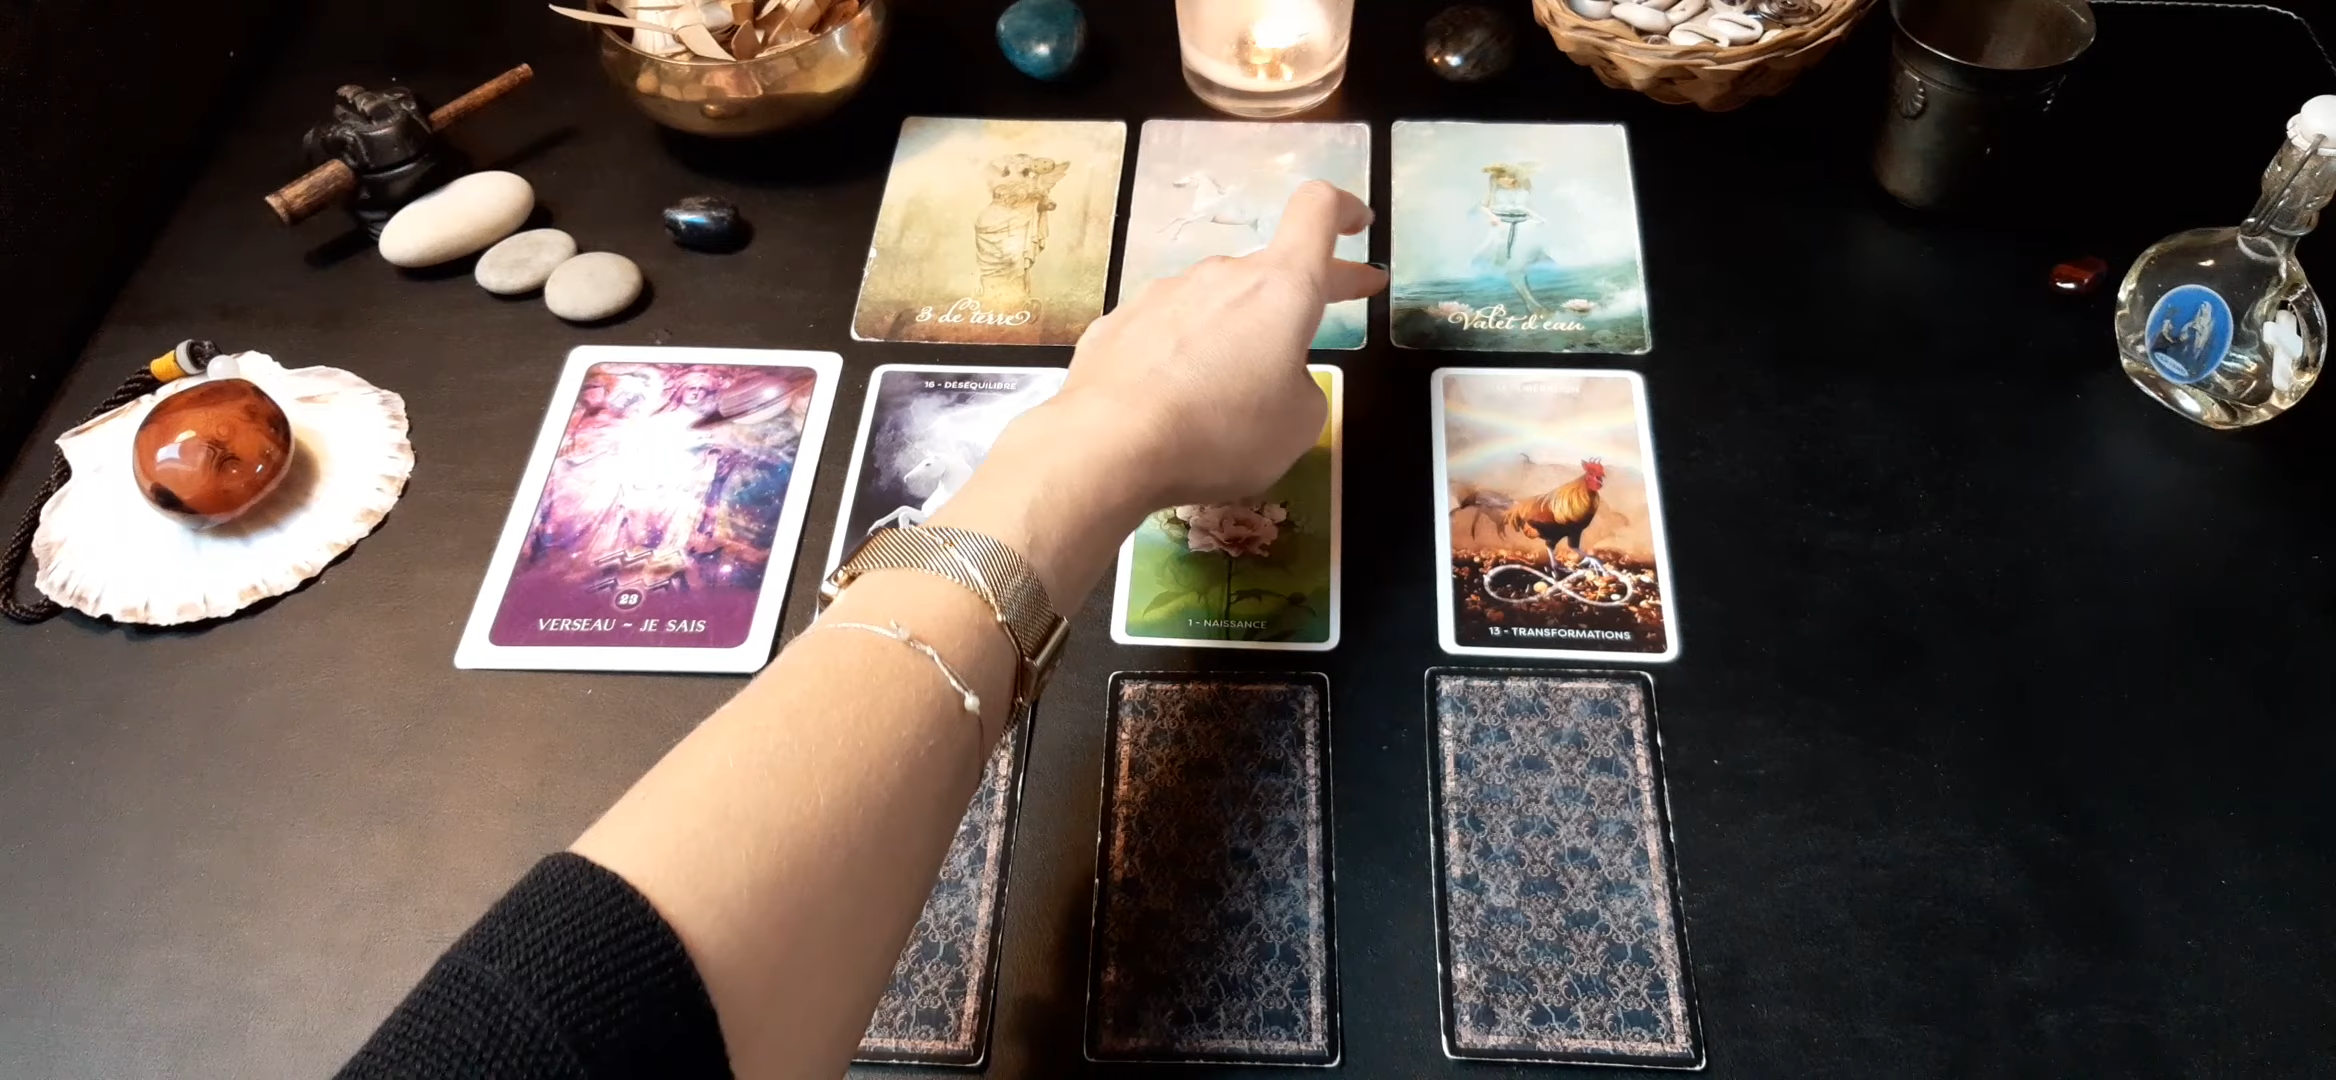 3 de terre
Valet d'eau
16 - DÉSÉQUILIBRE
23
VERSEAU ~ JE SAIS
1 - NAISSANCE
13 - TRANSFORMATIONS